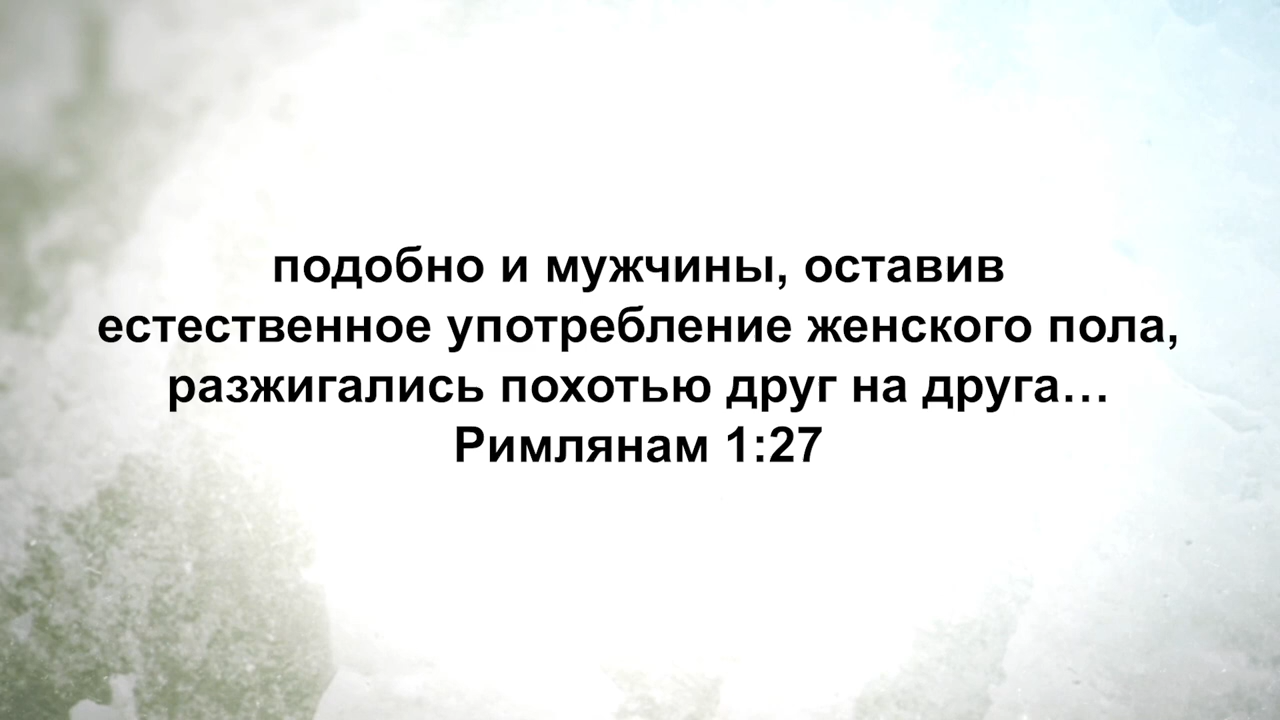 подобно и мужчины, оставив
естественное употребление женского пола,
разжигались похотью друг на друга…
Римлянам 1:27